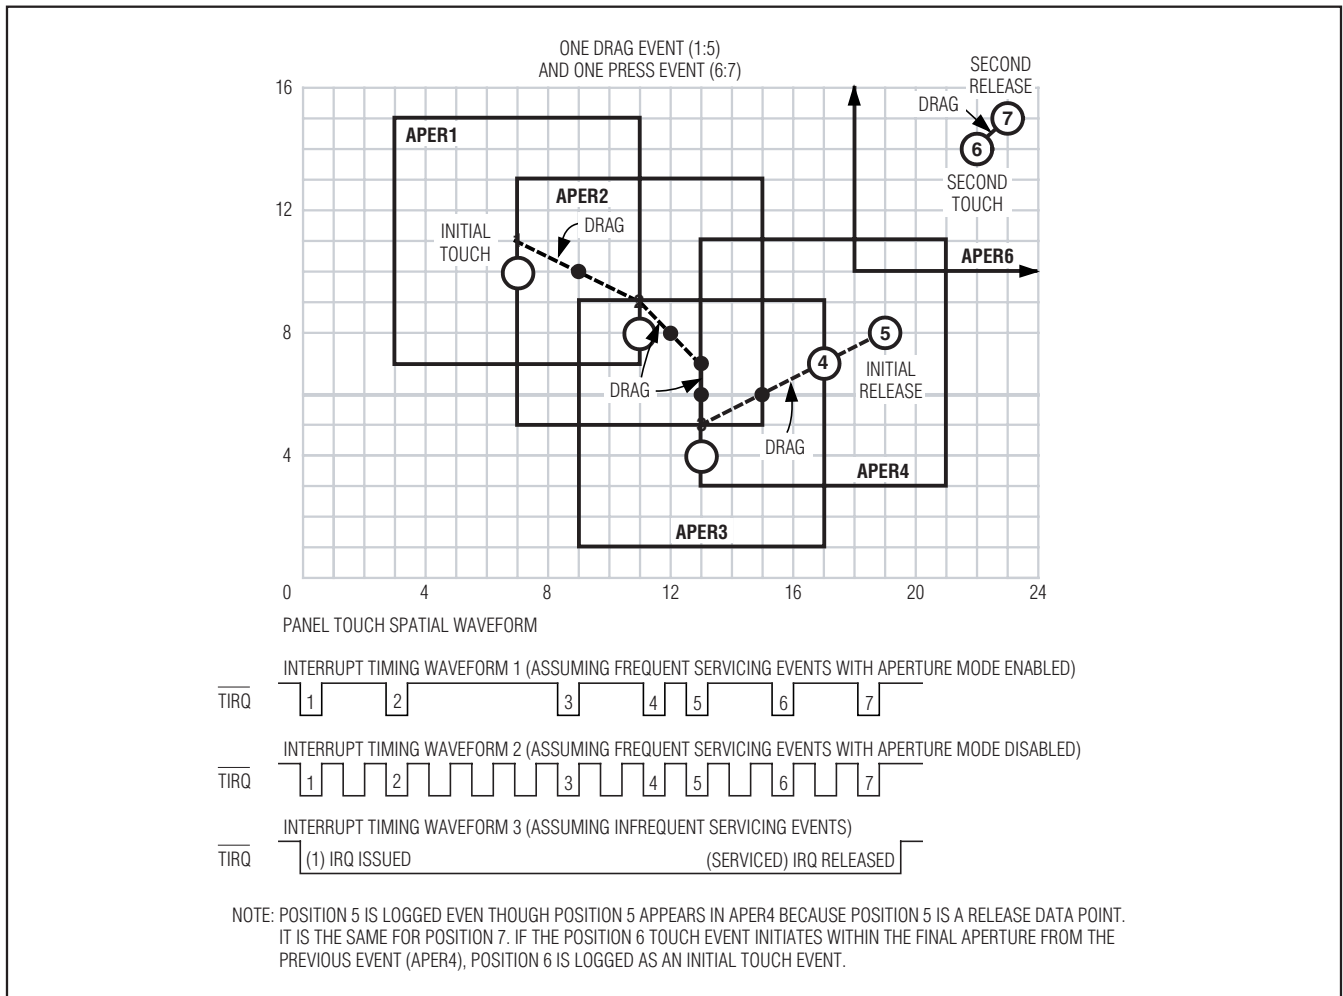 ONE DRAG EVENT (1:5)
AND ONE PRESS EVENT (6:7)
SECOND
RELEASE
DRAG
7
6
SECOND
TOUCH
16
APER1
12
APER2
DRAG
INITIAL
TOUCH
APER6
8
5
4
INITIAL
RELEASE
DRAG
DRAG
4
APER4
APER3
0
4
8
12
16
20
24
PANEL TOUCH SPATIAL WAVEFORM
INTERRUPT TIMING WAVEFORM 1 (ASSUMING FREQUENT SERVICING EVENTS WITH APERTURE MODE ENABLED)
TIRQ
1 2 3 4 5 6 7
INTERRUPT TIMING WAVEFORM 2 (ASSUMING FREQUENT SERVICING EVENTS WITH APERTURE MODE DISABLED)
TIRQ
1 2 3 4 5 6 7
INTERRUPT TIMING WAVEFORM 3 (ASSUMING INFREQUENT SERVICING EVENTS)
TIRQ
(1) IRQ ISSUED
(SERVICED) IRQ RELEASED
NOTE: POSITION 5 IS LOGGED EVEN THOUGH POSITION 5 APPEARS IN APER4 BECAUSE POSITION 5 IS A RELEASE DATA POINT.
IT IS THE SAME FOR POSITION 7. IF THE POSITION 6 TOUCH EVENT INITIATES WITHIN THE FINAL APERTURE FROM THE
PREVIOUS EVENT (APER4), POSITION 6 IS LOGGED AS AN INITIAL TOUCH EVENT.